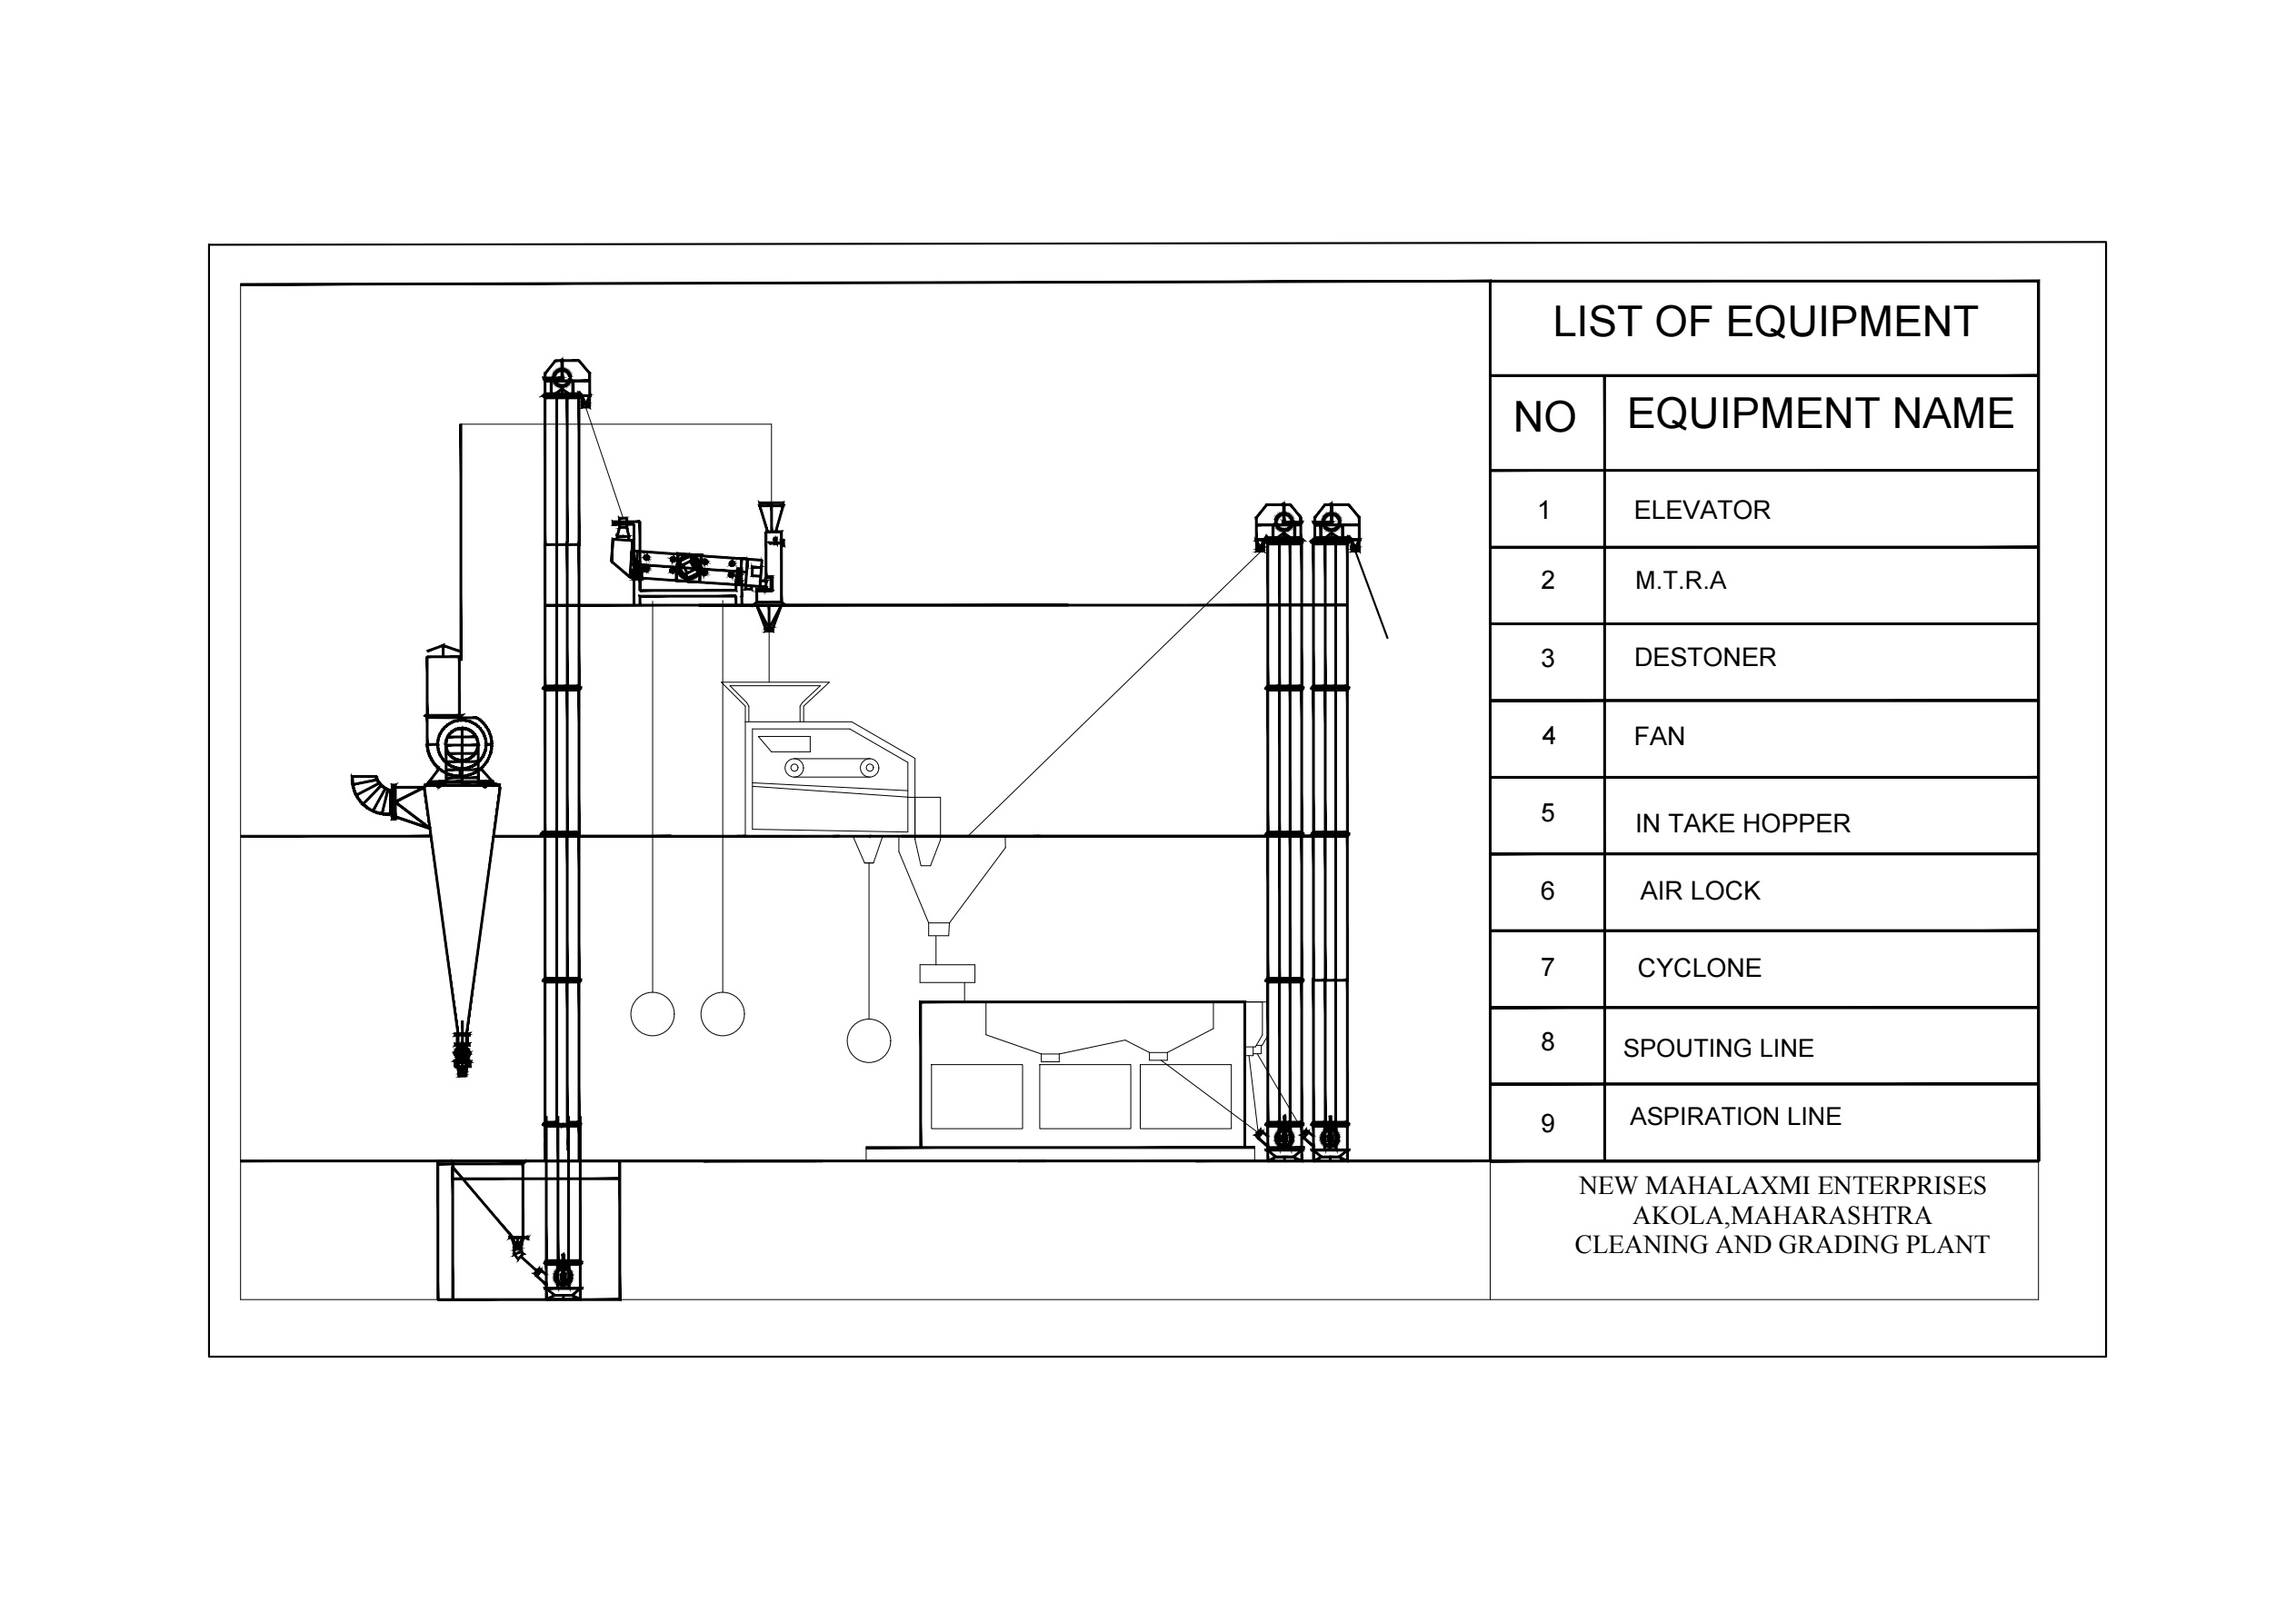 LIST OF EQUIPMENT
NO EQUIPMENT NAME
1 ELEVATOR
2 M.T.R.A
3 DESTONER
4 FAN
5 IN TAKE HOPPER
6 AIR LOCK
7 CYCLONE
8 SPOUTING LINE
9 ASPIRATION LINE
NEW MAHALAXMI ENTERPRISES
AKOLA,MAHARASHTRA
CLEANING AND GRADING PLANT